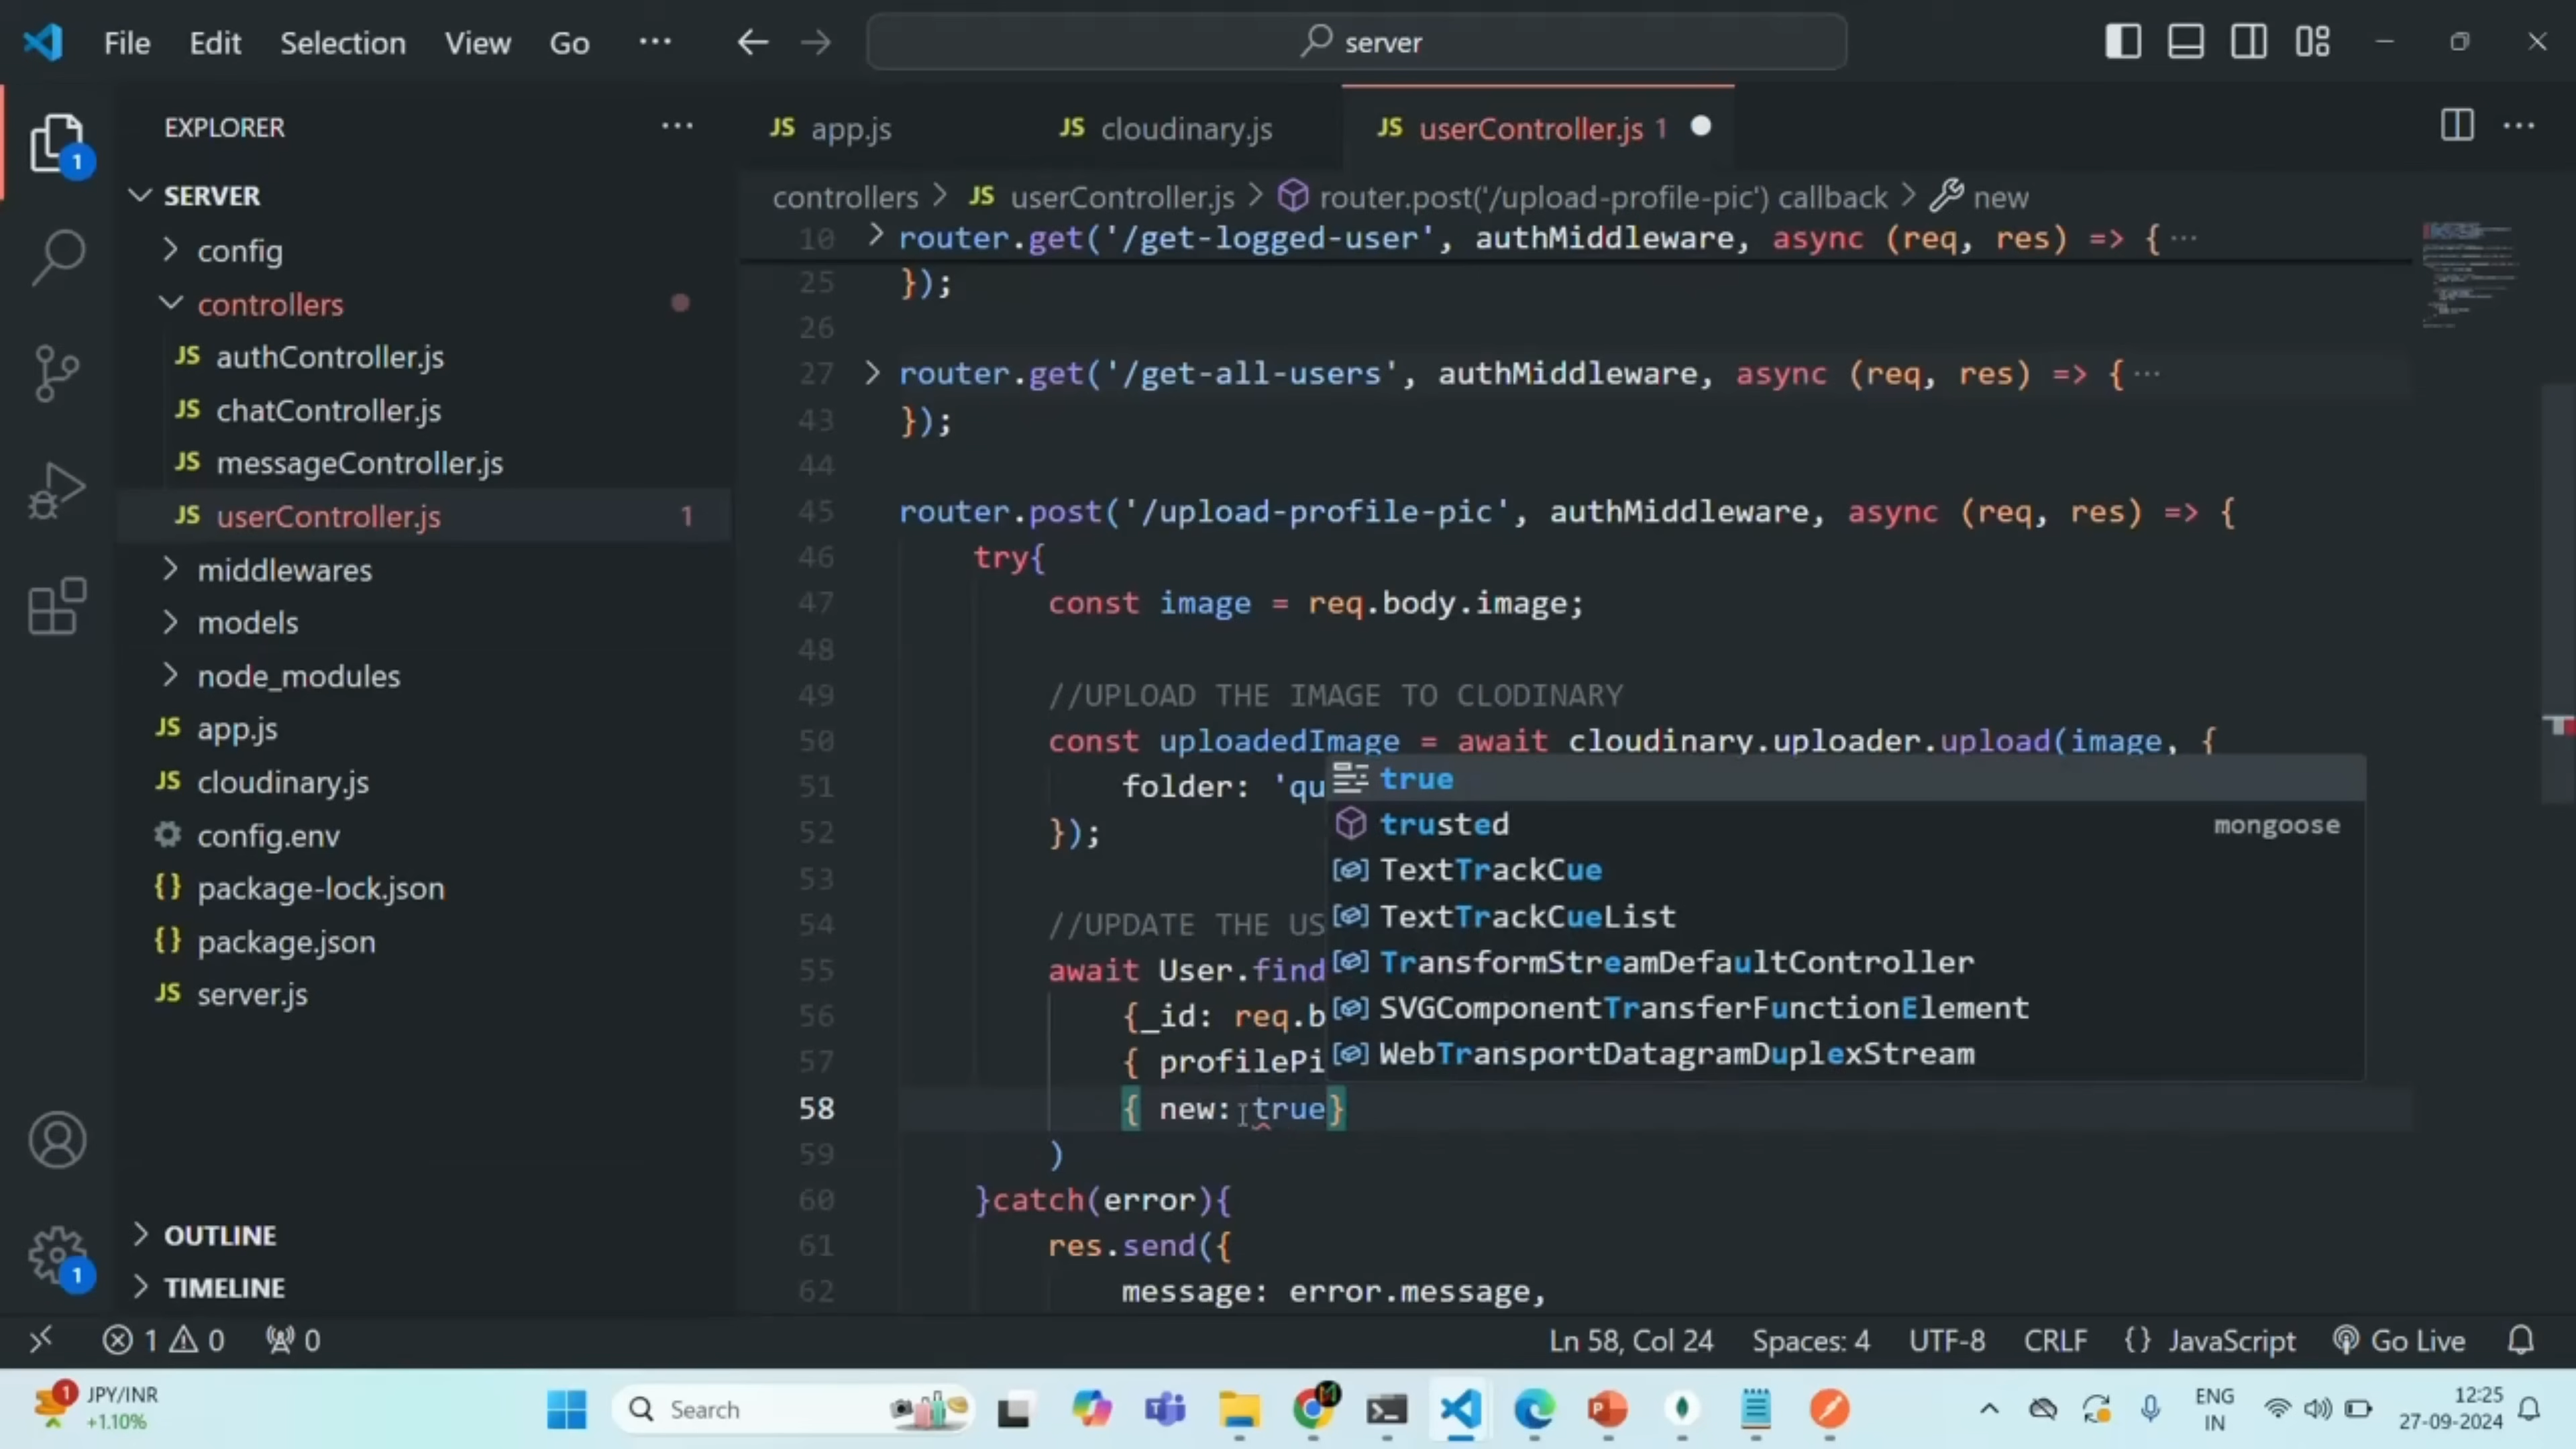 File Edit Selection View Go ··· server
EXPLORER ···
app.js
cloudinary.js
userController.js 1
SERVER
config
controllers
authController.js
chatController.js
messageController.js
userController.js 1
middlewares
models
node_modules
app.js
cloudinary.js
config.env
package-lock.json
package.json
server.js
OUTLINE
TIMELINE
controllers > JS userController.js > router.post('/upload-profile-pic') callback > new
10 router.get('/get-logged-user', authMiddleware, async (req, res) => { ···
25 });
26
27 router.get('/get-all-users', authMiddleware, async (req, res) => { ···
43 });
44
45 router.post('/upload-profile-pic', authMiddleware, async (req, res) => {
46 try{
47 const image = req.body.image;
48
49 //UPLOAD THE IMAGE TO CLODINARY
50 const uploadedImage = await cloudinary.uploader.upload(image, {
51 folder: 'qu
52 });
53
54 //UPDATE THE US
55 await User.find
56 {_id: req.b
57 { profilePi
58 { new: true}
59 )
60 }catch(error){
61 res.send({
62 message: error.message,
true
trusted mongoose
TextTrackCue
TextTrackCueList
TransformStreamDefaultController
SVGComponentTransferFunctionElement
WebTransportDatagramDuplexStream
1 0 0 Ln 58, Col 24 Spaces: 4 UTF-8 CRLF {} JavaScript Go Live
JPY/INR
+1.10%
Search
ENG
IN
12:25
27-09-2024